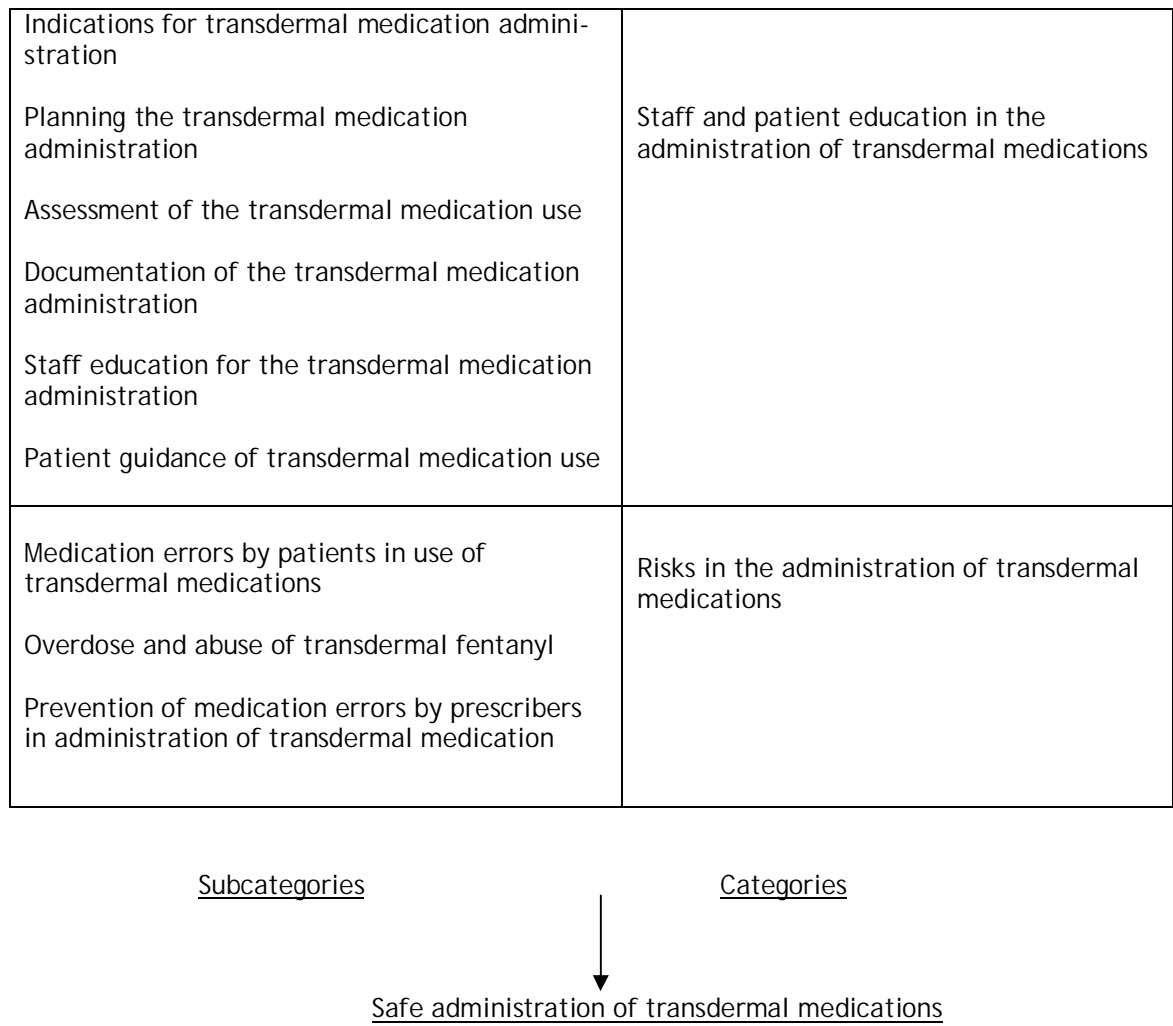 Indications for transdermal medication admini-
stration
Planning the transdermal medication
administration
Assessment of the transdermal medication use
Documentation of the transdermal medication
administration
Staff education for the transdermal medication
administration
Patient guidance of transdermal medication use
Staff and patient education in the
administration of transdermal medications
Medication errors by patients in use of
transdermal medications
Overdose and abuse of transdermal fentanyl
Prevention of medication errors by prescribers
in administration of transdermal medication
Risks in the administration of transdermal
medications
Subcategories
Categories
Safe administration of transdermal medications